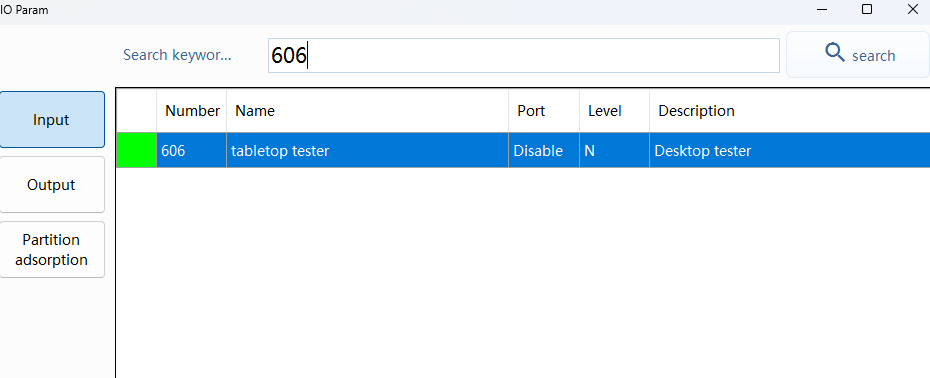 IO Param
Search keywor... 606 search
Input
Output
Partition
adsorption
Number Name Port Level Description
606 tabletop tester Disable N Desktop tester